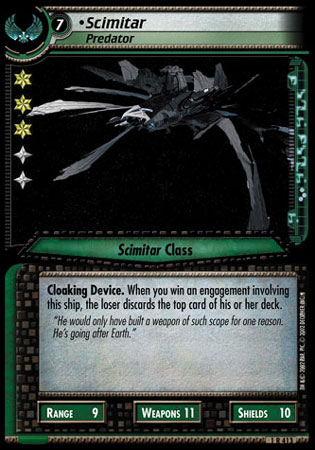 7
•Scimitar
Predator
Scimitar Class
Cloaking Device. When you win an engagement involving
this ship, the loser discards the top card of his or her deck.
"He would only have built a weapon of such scope for one reason.
He's going after Earth."
RANGE 9 WEAPONS 11 SHIELDS 10
1 R 413